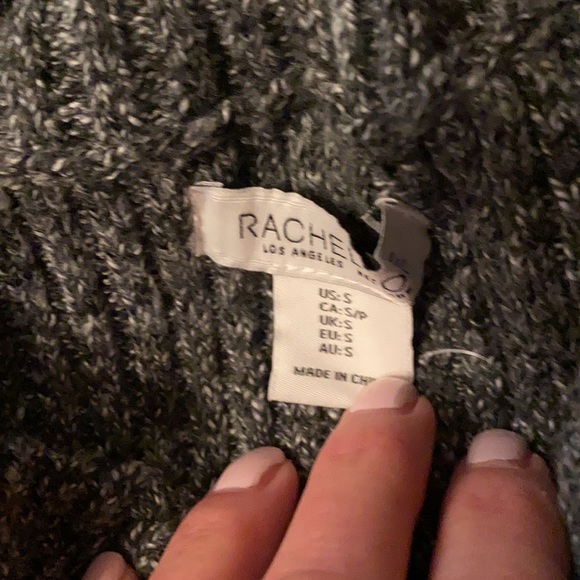 RACHEL
LOS ANGELES
US: S
CA: S/P
UK: S
EU: S
AU: S
MADE IN